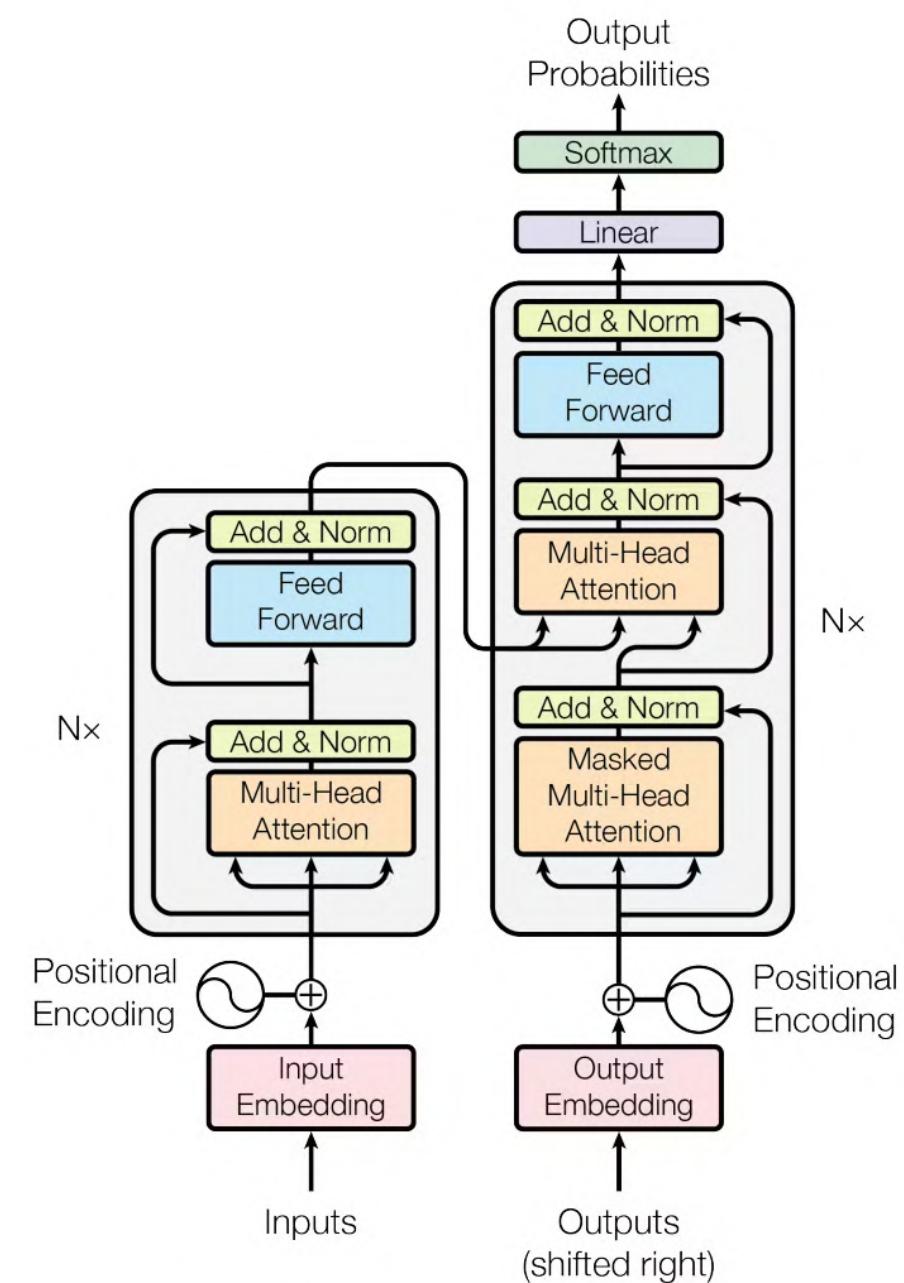 Output
Probabilities
Softmax
Linear
Add & Norm
Feed
Forward
Add & Norm
Multi-Head
Attention
Add & Norm
Masked
Multi-Head
Attention
Nx
Add & Norm
Feed
Forward
Add & Norm
Multi-Head
Attention
Nx
Positional
Encoding
Positional
Encoding
Input
Embedding
Output
Embedding
Inputs
Outputs
(shifted right)